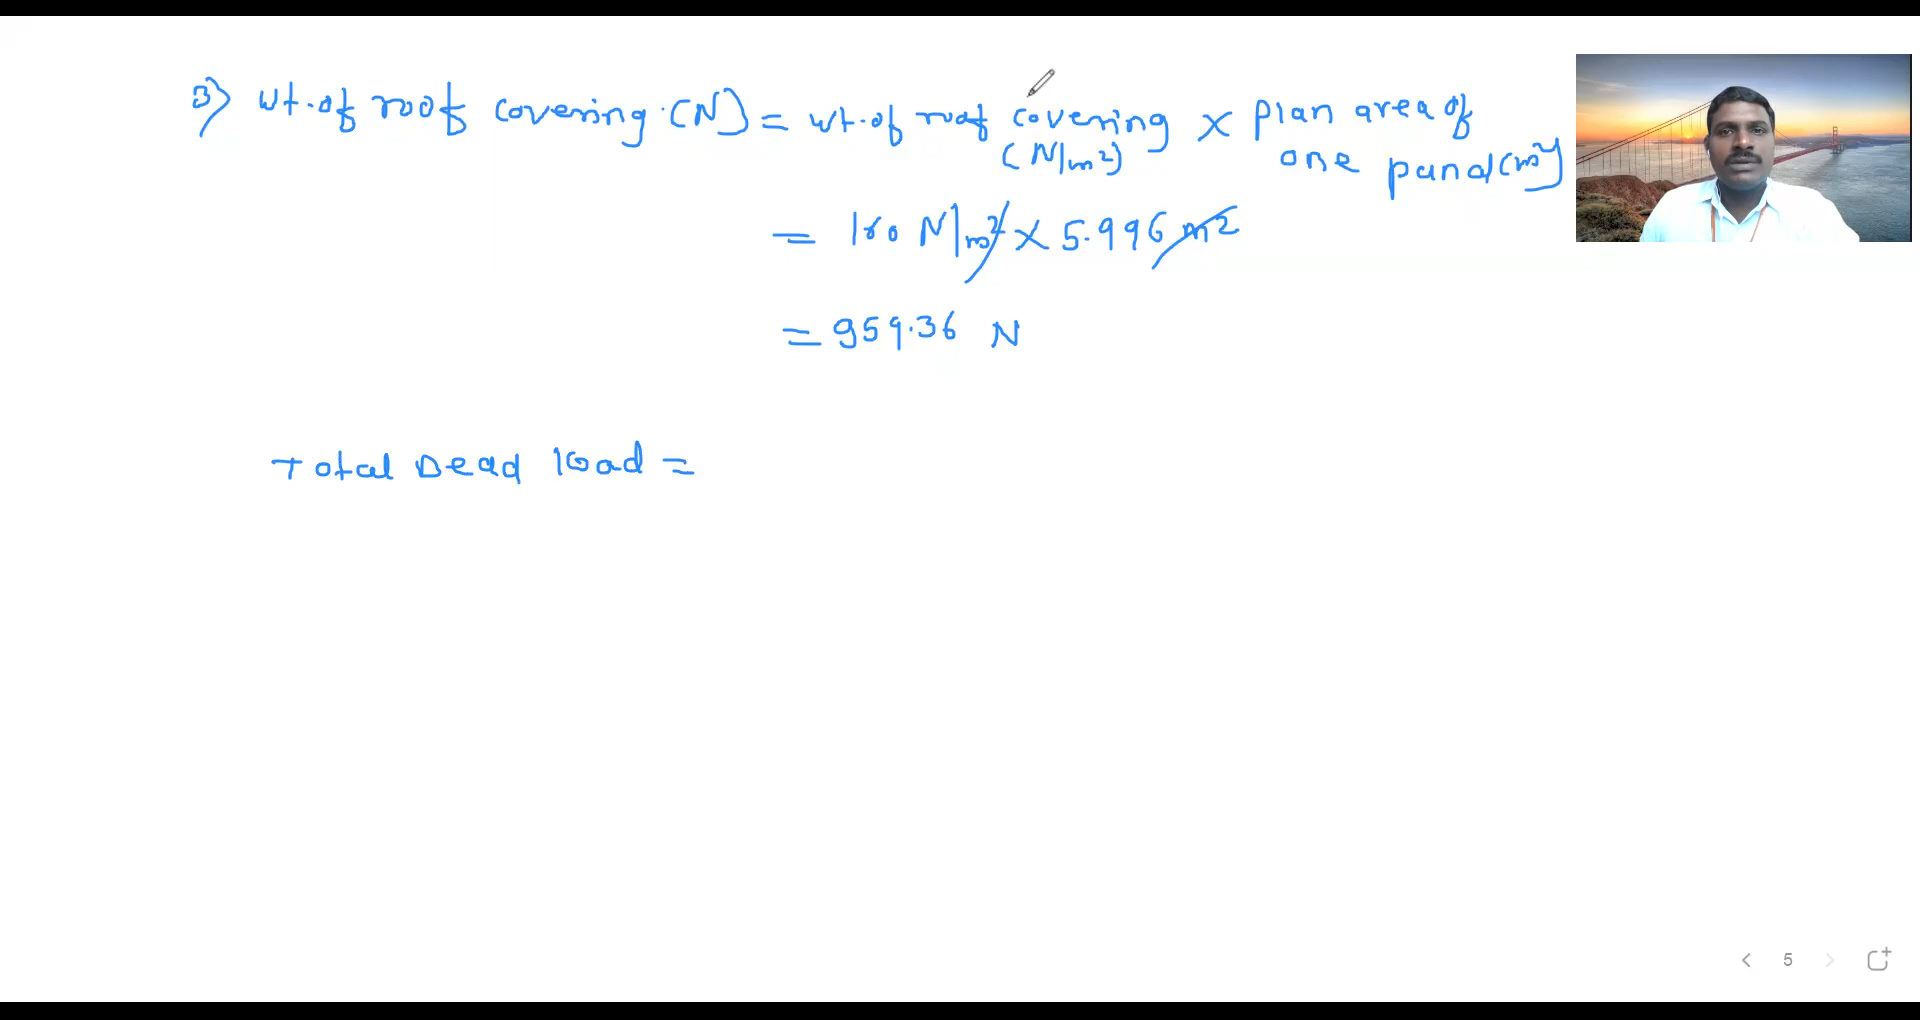 3) wt. of roof covering (N) = wt. of roof covering × plan area of
(N/m²) one panel (m²)
= 160 N/m² × 5.996 m²
= 959.36 N
Total Dead load =
5